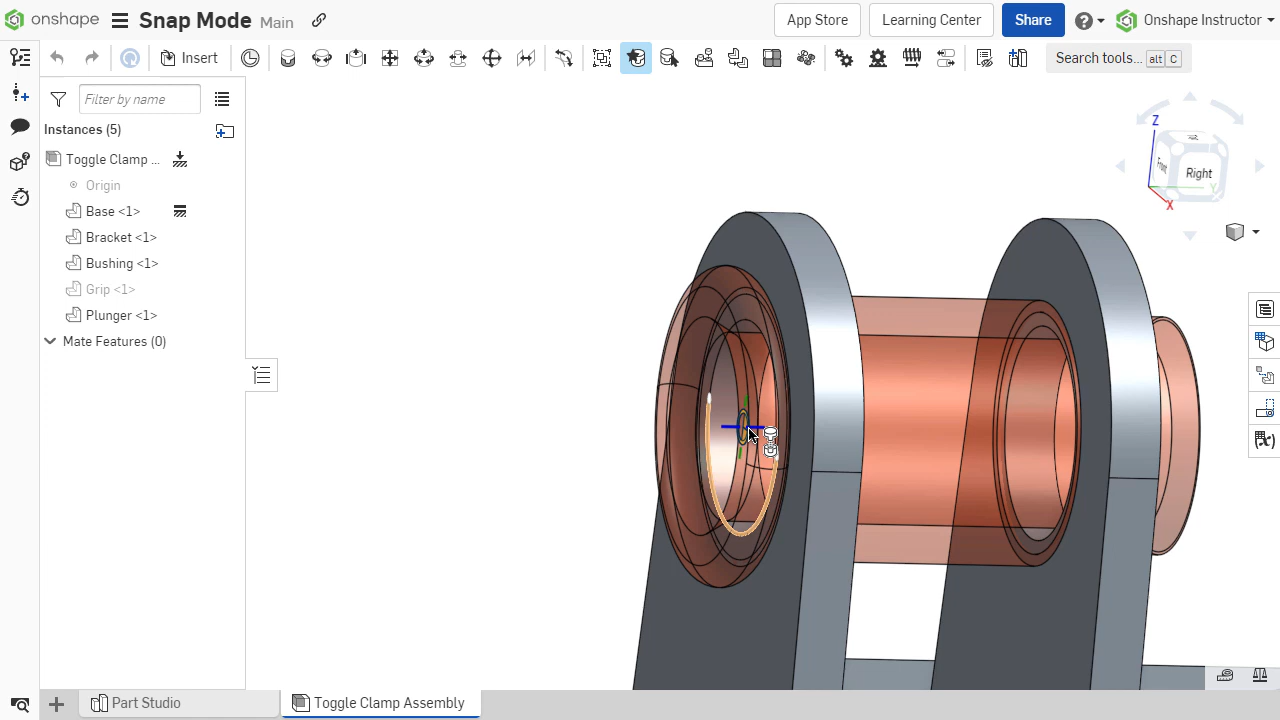 onshape Snap Mode Main App Store Learning Center Share Onshape Instructor
Insert Search tools... alt C
Filter by name
Instances (5)
Toggle Clamp ...
Origin
Base <1>
Bracket <1>
Bushing <1>
Grip <1>
Plunger <1>
Mate Features (0)
Z
Front Right
Y
X
Part Studio Toggle Clamp Assembly